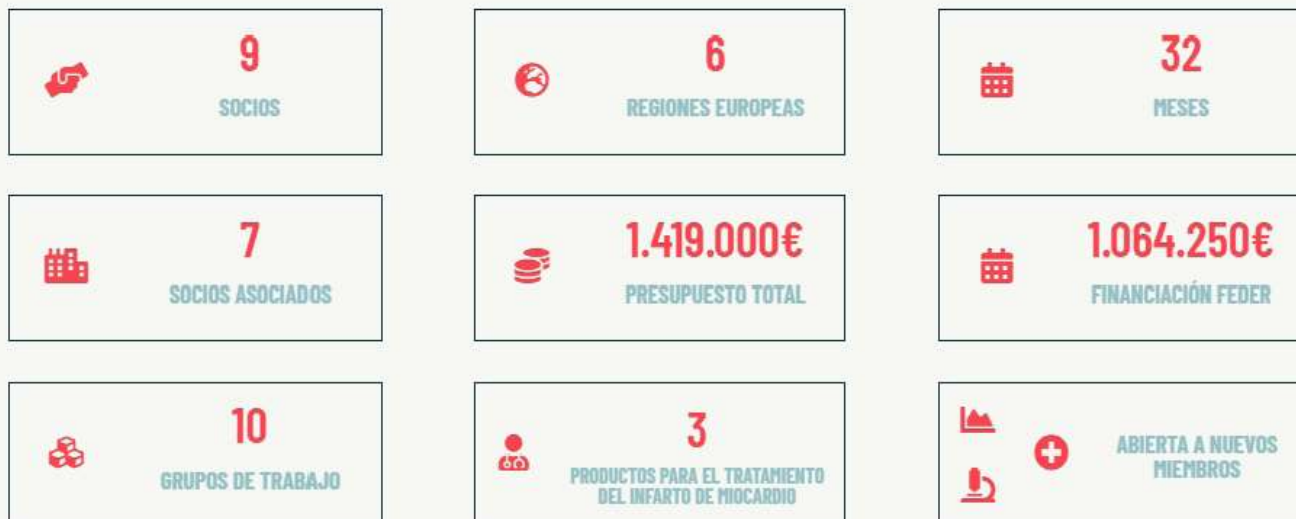 9
SOCIOS
6
REGIONES EUROPEAS
32
MESES
7
SOCIOS ASOCIADOS
1.419.000€
PRESUPUESTO TOTAL
1.064.250€
FINANCIACIÓN FEDER
10
GRUPOS DE TRABAJO
3
PRODUCTOS PARA EL TRATAMIENTO
DEL INFARTO DE MIOCARDIO
ABIERTA A NUEVOS
MIEMBROS